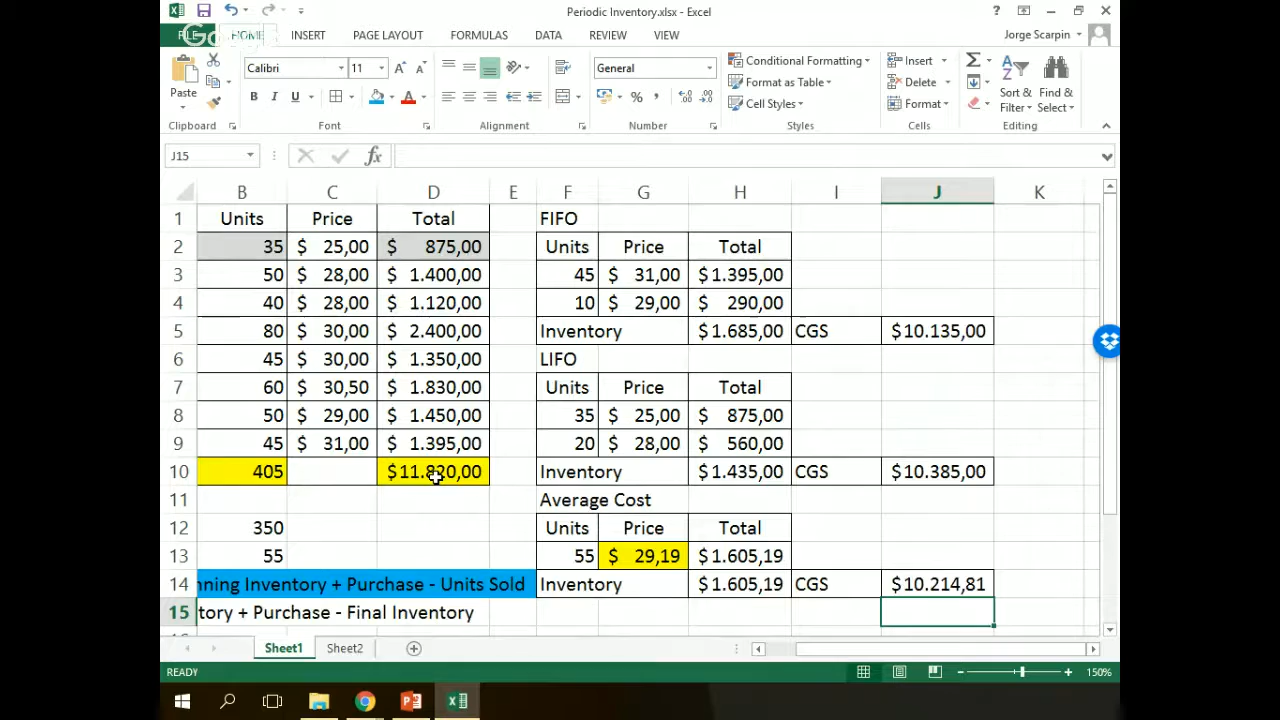 Periodic Inventory.xlsx - Excel
FILE HOME INSERT PAGE LAYOUT FORMULAS DATA REVIEW VIEW Jorge Scarpin
Paste Calibri 11 General Conditional Formatting Insert
B I U Format as Table Delete
Cell Styles Format Sort & Filter Find & Select
Clipboard Font Alignment Number Styles Cells Editing
J15 fx
B C D E F G H I J K
1 Units Price Total FIFO
2 35 $ 25,00 $ 875,00 Units Price Total
3 50 $ 28,00 $ 1.400,00 45 $ 31,00 $1.395,00
4 40 $ 28,00 $ 1.120,00 10 $ 29,00 $ 290,00
5 80 $ 30,00 $ 2.400,00 Inventory $1.685,00 CGS $10.135,00
6 45 $ 30,00 $ 1.350,00 LIFO
7 60 $ 30,50 $ 1.830,00 Units Price Total
8 50 $ 29,00 $ 1.450,00 35 $ 25,00 $ 875,00
9 45 $ 31,00 $ 1.395,00 20 $ 28,00 $ 560,00
10 405 $11.820,00 Inventory $1.435,00 CGS $10.385,00
11 Average Cost
12 350 Units Price Total
13 55 55 $ 29,19 $1.605,19
14 nning Inventory + Purchase - Units Sold Inventory $1.605,19 CGS $10.214,81
15 tory + Purchase - Final Inventory
Sheet1 Sheet2
READY 150%